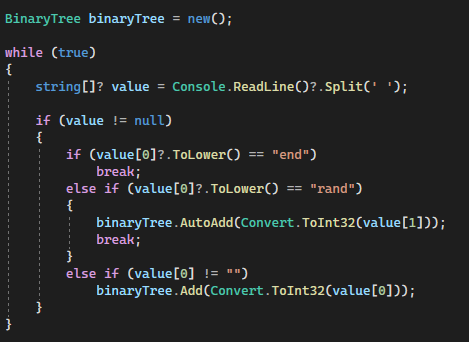 BinaryTree binaryTree = new();
while (true)
{
string[]? value = Console.ReadLine()?.Split(' ');
if (value != null)
{
if (value[0]?.ToLower() == "end")
break;
else if (value[0]?.ToLower() == "rand")
{
binaryTree.AutoAdd(Convert.ToInt32(value[1]));
break;
}
else if (value[0] != "")
binaryTree.Add(Convert.ToInt32(value[0]));
}
}